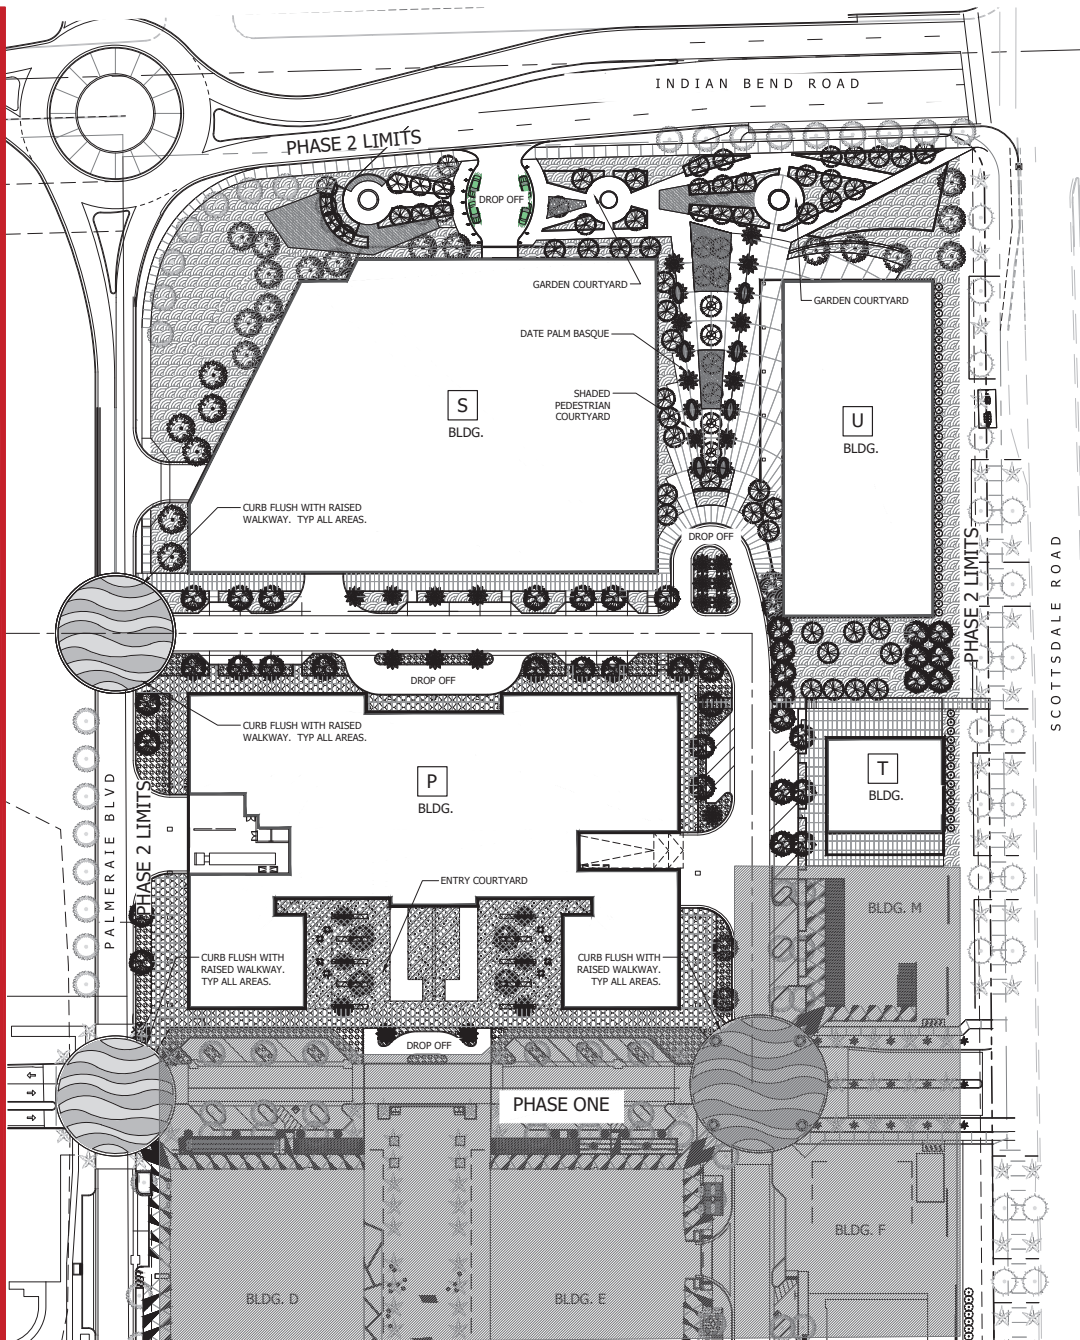 INDIAN BEND ROAD
PHASE 2 LIMITS
DROP OFF
GARDEN COURTYARD
GARDEN COURTYARD
DATE PALM BASQUE
SHADED
PEDESTRIAN
COURTYARD
S
BLDG.
U
BLDG.
CURB FLUSH WITH RAISED
WALKWAY. TYP ALL AREAS.
DROP OFF
PHASE 2 LIMITS
SCOTTSDALE ROAD
DROP OFF
CURB FLUSH WITH RAISED
WALKWAY. TYP ALL AREAS.
P
BLDG.
T
BLDG.
PALMERAIE BLVD
PHASE 2 LIMITS
ENTRY COURTYARD
BLDG. M
CURB FLUSH WITH
RAISED WALKWAY.
TYP ALL AREAS.
CURB FLUSH WITH
RAISED WALKWAY.
TYP ALL AREAS.
DROP OFF
PHASE ONE
BLDG. F
BLDG. D
BLDG. E